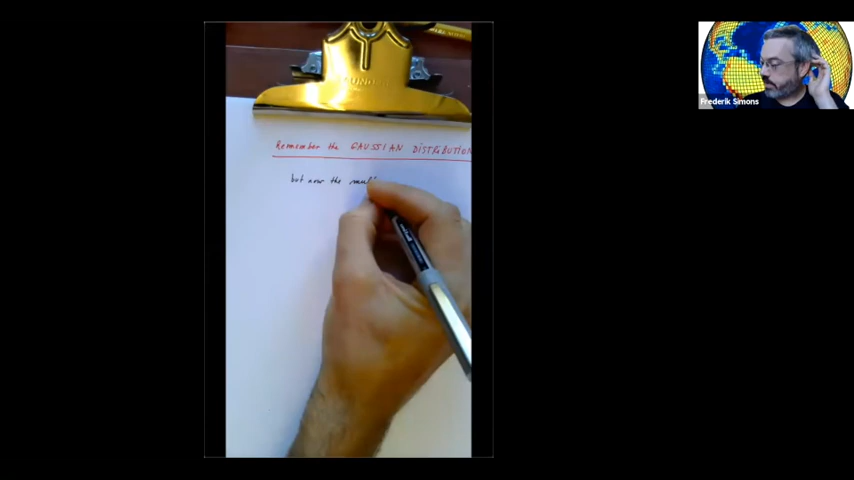 Remember the GAUSSIAN DISTRIBUTION
but now the
Frederik Simons